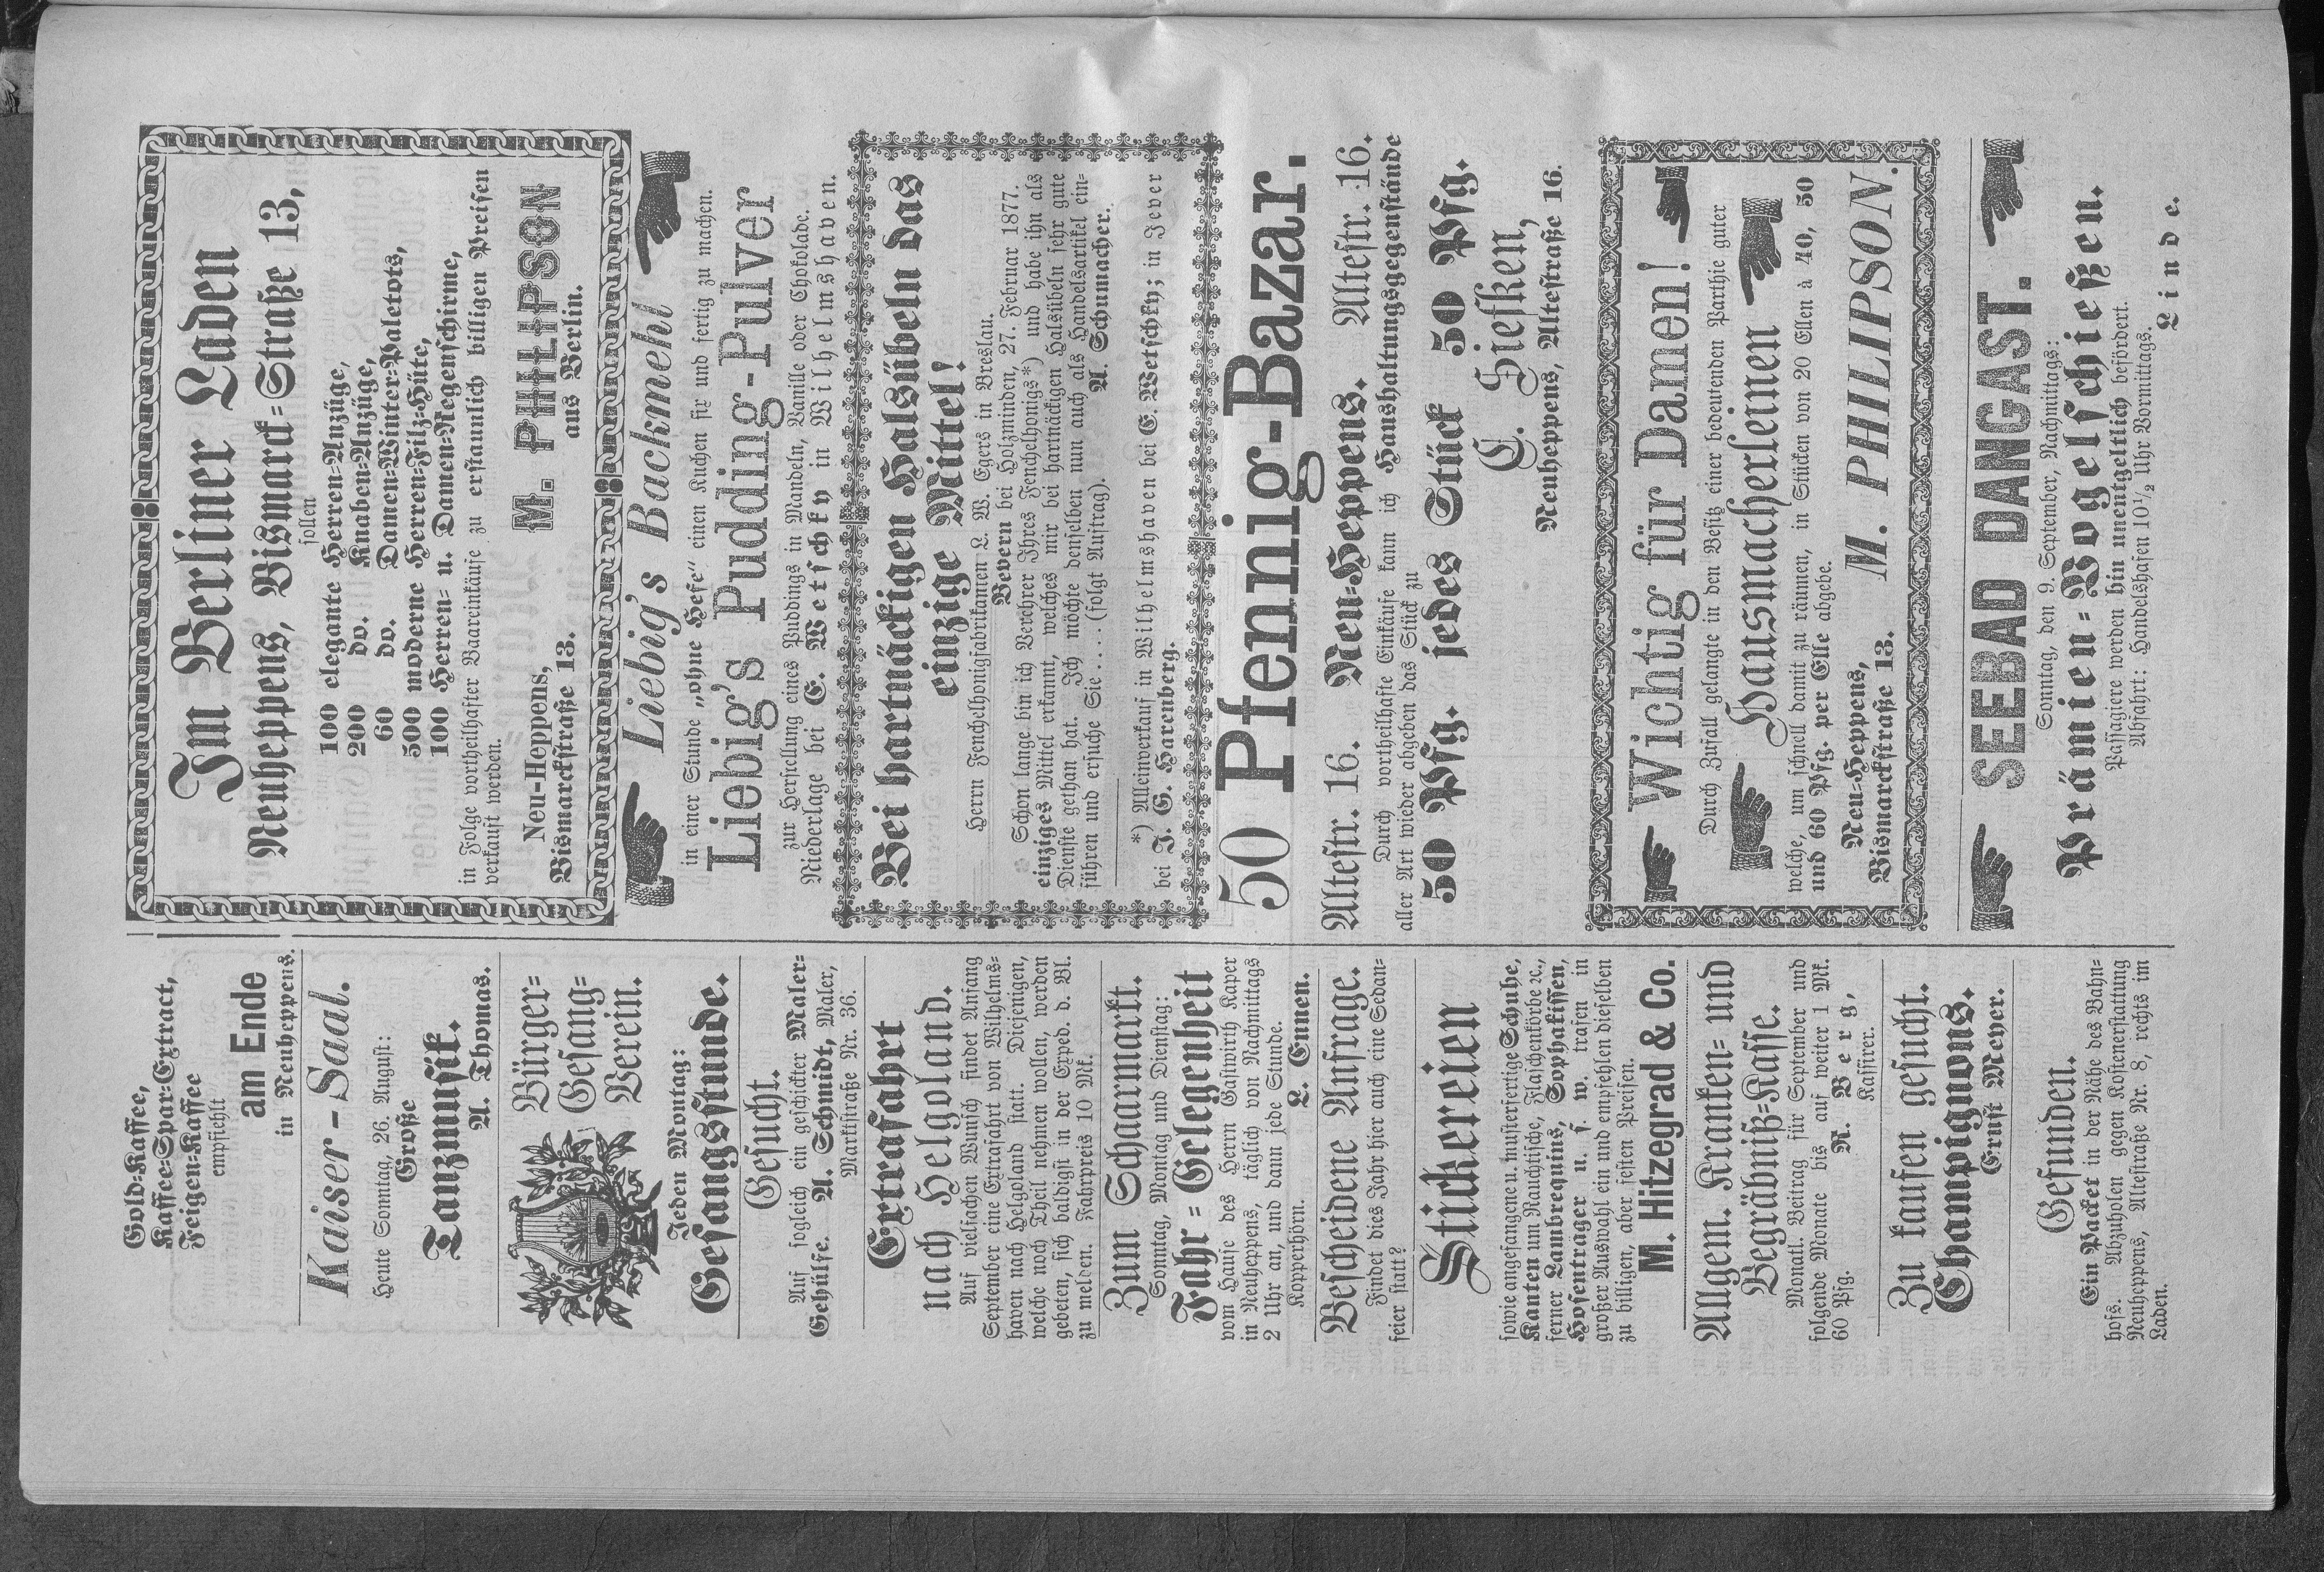 Gold-Kaffee,
Kaffee-Spar-Extract,
Feigen-Kaffee
empfiehlt
am Ende
in Neuheppens.
Kaiser-Saal.
Heute Sonntag, 26. August:
Große
Tanzmusik.
A. Thomas.
Bürger-
Gesang-
Verein.
Jeden Montag:
Gesangsstunde.
Gesucht.
Auf sogleich ein geschickter Maler-
Gehülfe. A. Schmidt, Maler,
Marktstraße Nr. 36.
Extrafahrt
nach Helgoland.
Auf vielfachen Wunsch findet Anfang
September eine Extrafahrt von Wilhelms-
haven nach Helgoland statt. Diejenigen,
welche noch Theil nehmen wollen, werden
gebeten, sich baldigst in der Exped. d. Bl.
zu melden. Fahrpreis 10 Mk.
Zum Schaarmarkt.
Sonntag, Montag und Dienstag:
Fahr-Gelegenheit
vom Hause des Herrn Gastwirth Kaper
in Neuheppens, täglich von Nachmittags
2 Uhr an, und dann jede Stunde.
Kopperhörn. L. Ennen.
Bescheidene Anfrage.
Findet dies Jahr hier auch eine Sedan-
feier statt?
Stickereien
sowie angefangene u. musterfertige Schuhe,
Kanten um Rauchtische, Flaschenkörbe ec.,
ferner Lambrequins, Sophakissen,
Hosenträger u. s. w. trafen in
großer Auswahl ein und empfehlen dieselben
zu billigen, aber festen Preisen.
M. Hitzegrad & Co.
Allgem. Kranken- und
Begräbniß-Kasse.
Monatl. Beitrag für September und
folgende Monate bis auf weiter 1 Mk.
60 Pfg. R. Berg,
Kassirer.
Zu kaufen gesucht.
Champignons.
Ernst Meyer.
Gefunden.
Ein Packet in der Nähe des Bahn-
hofs. Abzuholen gegen Kostenerstattung
Neuheppens, Altestraße Nr. 8, rechts im
Laden.
Im Berliner Laden
Neuheppens, Bismarck-Straße 13,
sollen
100 elegante Herren-Anzüge,
200 do. Knaben-Anzüge,
60 do. Damen-Winter-Paletots,
500 moderne Herren-Filz-Hüte,
100 Herren- u. Damen-Regenschirme,
in Folge vortheilhafter Baareinkäufe zu erstaunlich billigen Preisen
verkauft werden.
Neu-Heppens, M. PHILIPSON
Bismarckstraße 13. aus Berlin.
Liebig's Backmehl
in einer Stunde „ohne Hefe“ einen Kuchen fix und fertig zu machen.
Liebig's Pudding-Pulver
zur Herstellung eines Puddings in Mandeln, Vanille oder Chokolade.
Niederlage bei E. Wetschky in Wilhelmshaven.
Bei hartnäckigen Halsübeln das
einzige Mittel!
Herrn Fenchelhonigfabrikanten L. W. Egers in Breslau.
Bevern bei Holzminden, 27. Februar 1877.
Schon lange bin ich Verehrer Ihres Fenchelhonigs*) und habe ihn als
einziges Mittel erkannt, welches mir bei hartnäckigen Halsübeln sehr gute
Dienste gethan hat. Ich möchte denselben nun auch als Handelsartikel ein-
führen und ersuche Sie .... (folgt Auftrag). A. Schumacher.
*) Alleinverkauf in Wilhelmshaven bei E. Wetschky; in Jever
bei J. G. Harenberg.
50 Pfennig-Bazar.
Altestr. 16. Neu-Heppens. Altestr. 16.
Durch vortheilhafte Einkäufe kann ich Haushaltungsgegenstände
aller Art wieder abgeben das Stück zu
50 Pfg. jedes Stück 50 Pfg.
C. Siefken,
Neuheppens, Altestraße 16.
Wichtig für Damen!
Durch Zufall gelangte in den Besitz einer bedeutenden Parthie guter
Hausmacherleinen
welche, um schnell damit zu räumen, in Stücken von 20 Ellen à 40, 50
und 60 Pfg. per Elle abgebe.
Neu-Heppens,
Bismarckstraße 13. M. PHILIPSON.
SEEBAD DANGAST.
Sonntag, den 9. September, Nachmittags:
Prämien-Vogelschießen.
Passagiere werden hin unentgeltlich befördert.
Abfahrt: Handelshafen 10½ Uhr Vormittags.
Linde.